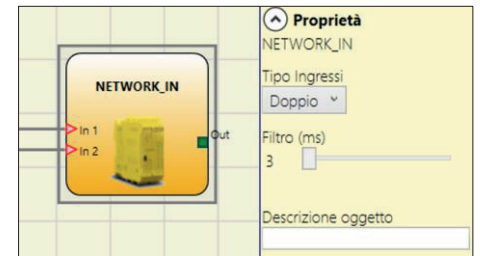 NETWORK_IN
In 1
In 2
Out
Proprietà
NETWORK_IN
Tipo Ingressi
Doppio
Filtro (ms)
3
Descrizione oggetto